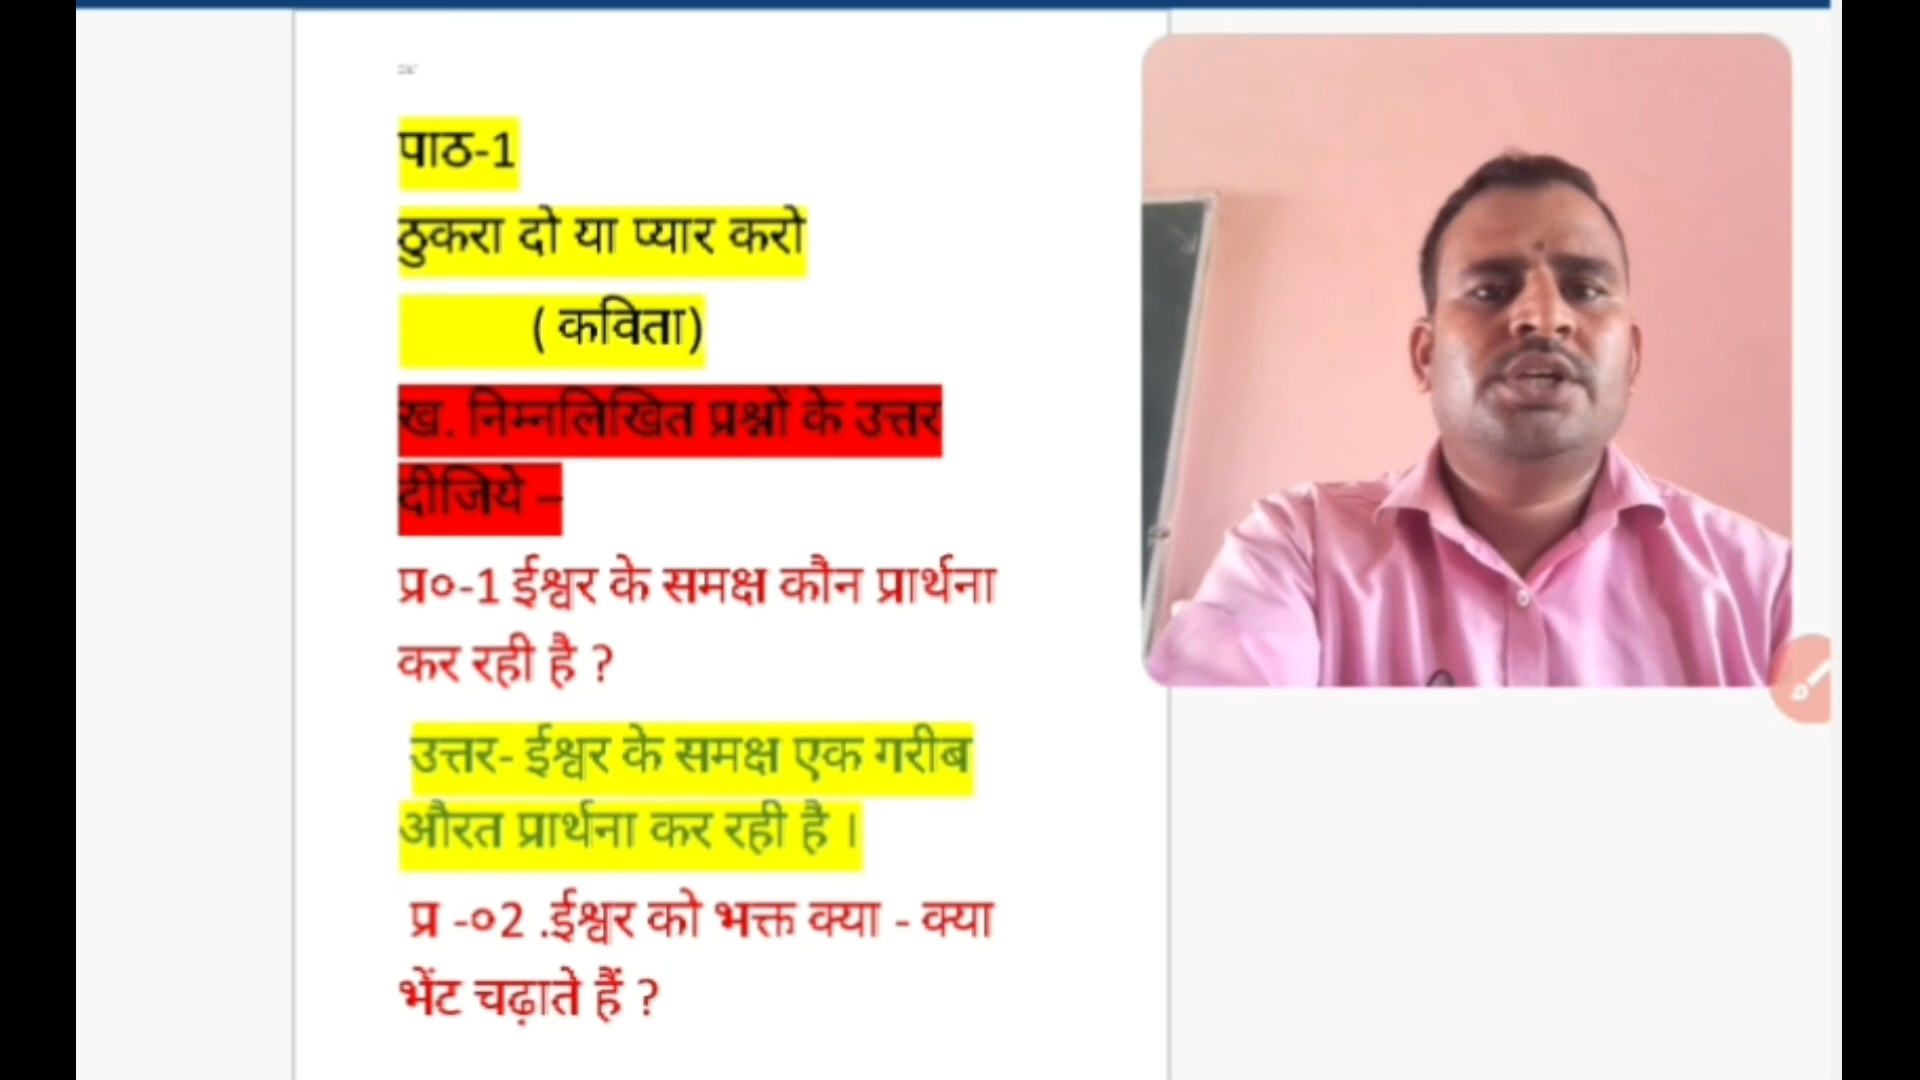 पाठ-1
ठुकरा दो या प्यार करो
( कविता)
ख. निम्नलिखित प्रश्नों के उत्तर
दीजिये –
प्र०-1 ईश्वर के समक्ष कौन प्रार्थना
कर रही है ?
उत्तर- ईश्वर के समक्ष एक गरीब
औरत प्रार्थना कर रही है ।
प्र -०2 .ईश्वर को भक्त क्या - क्या
भेंट चढ़ाते हैं ?